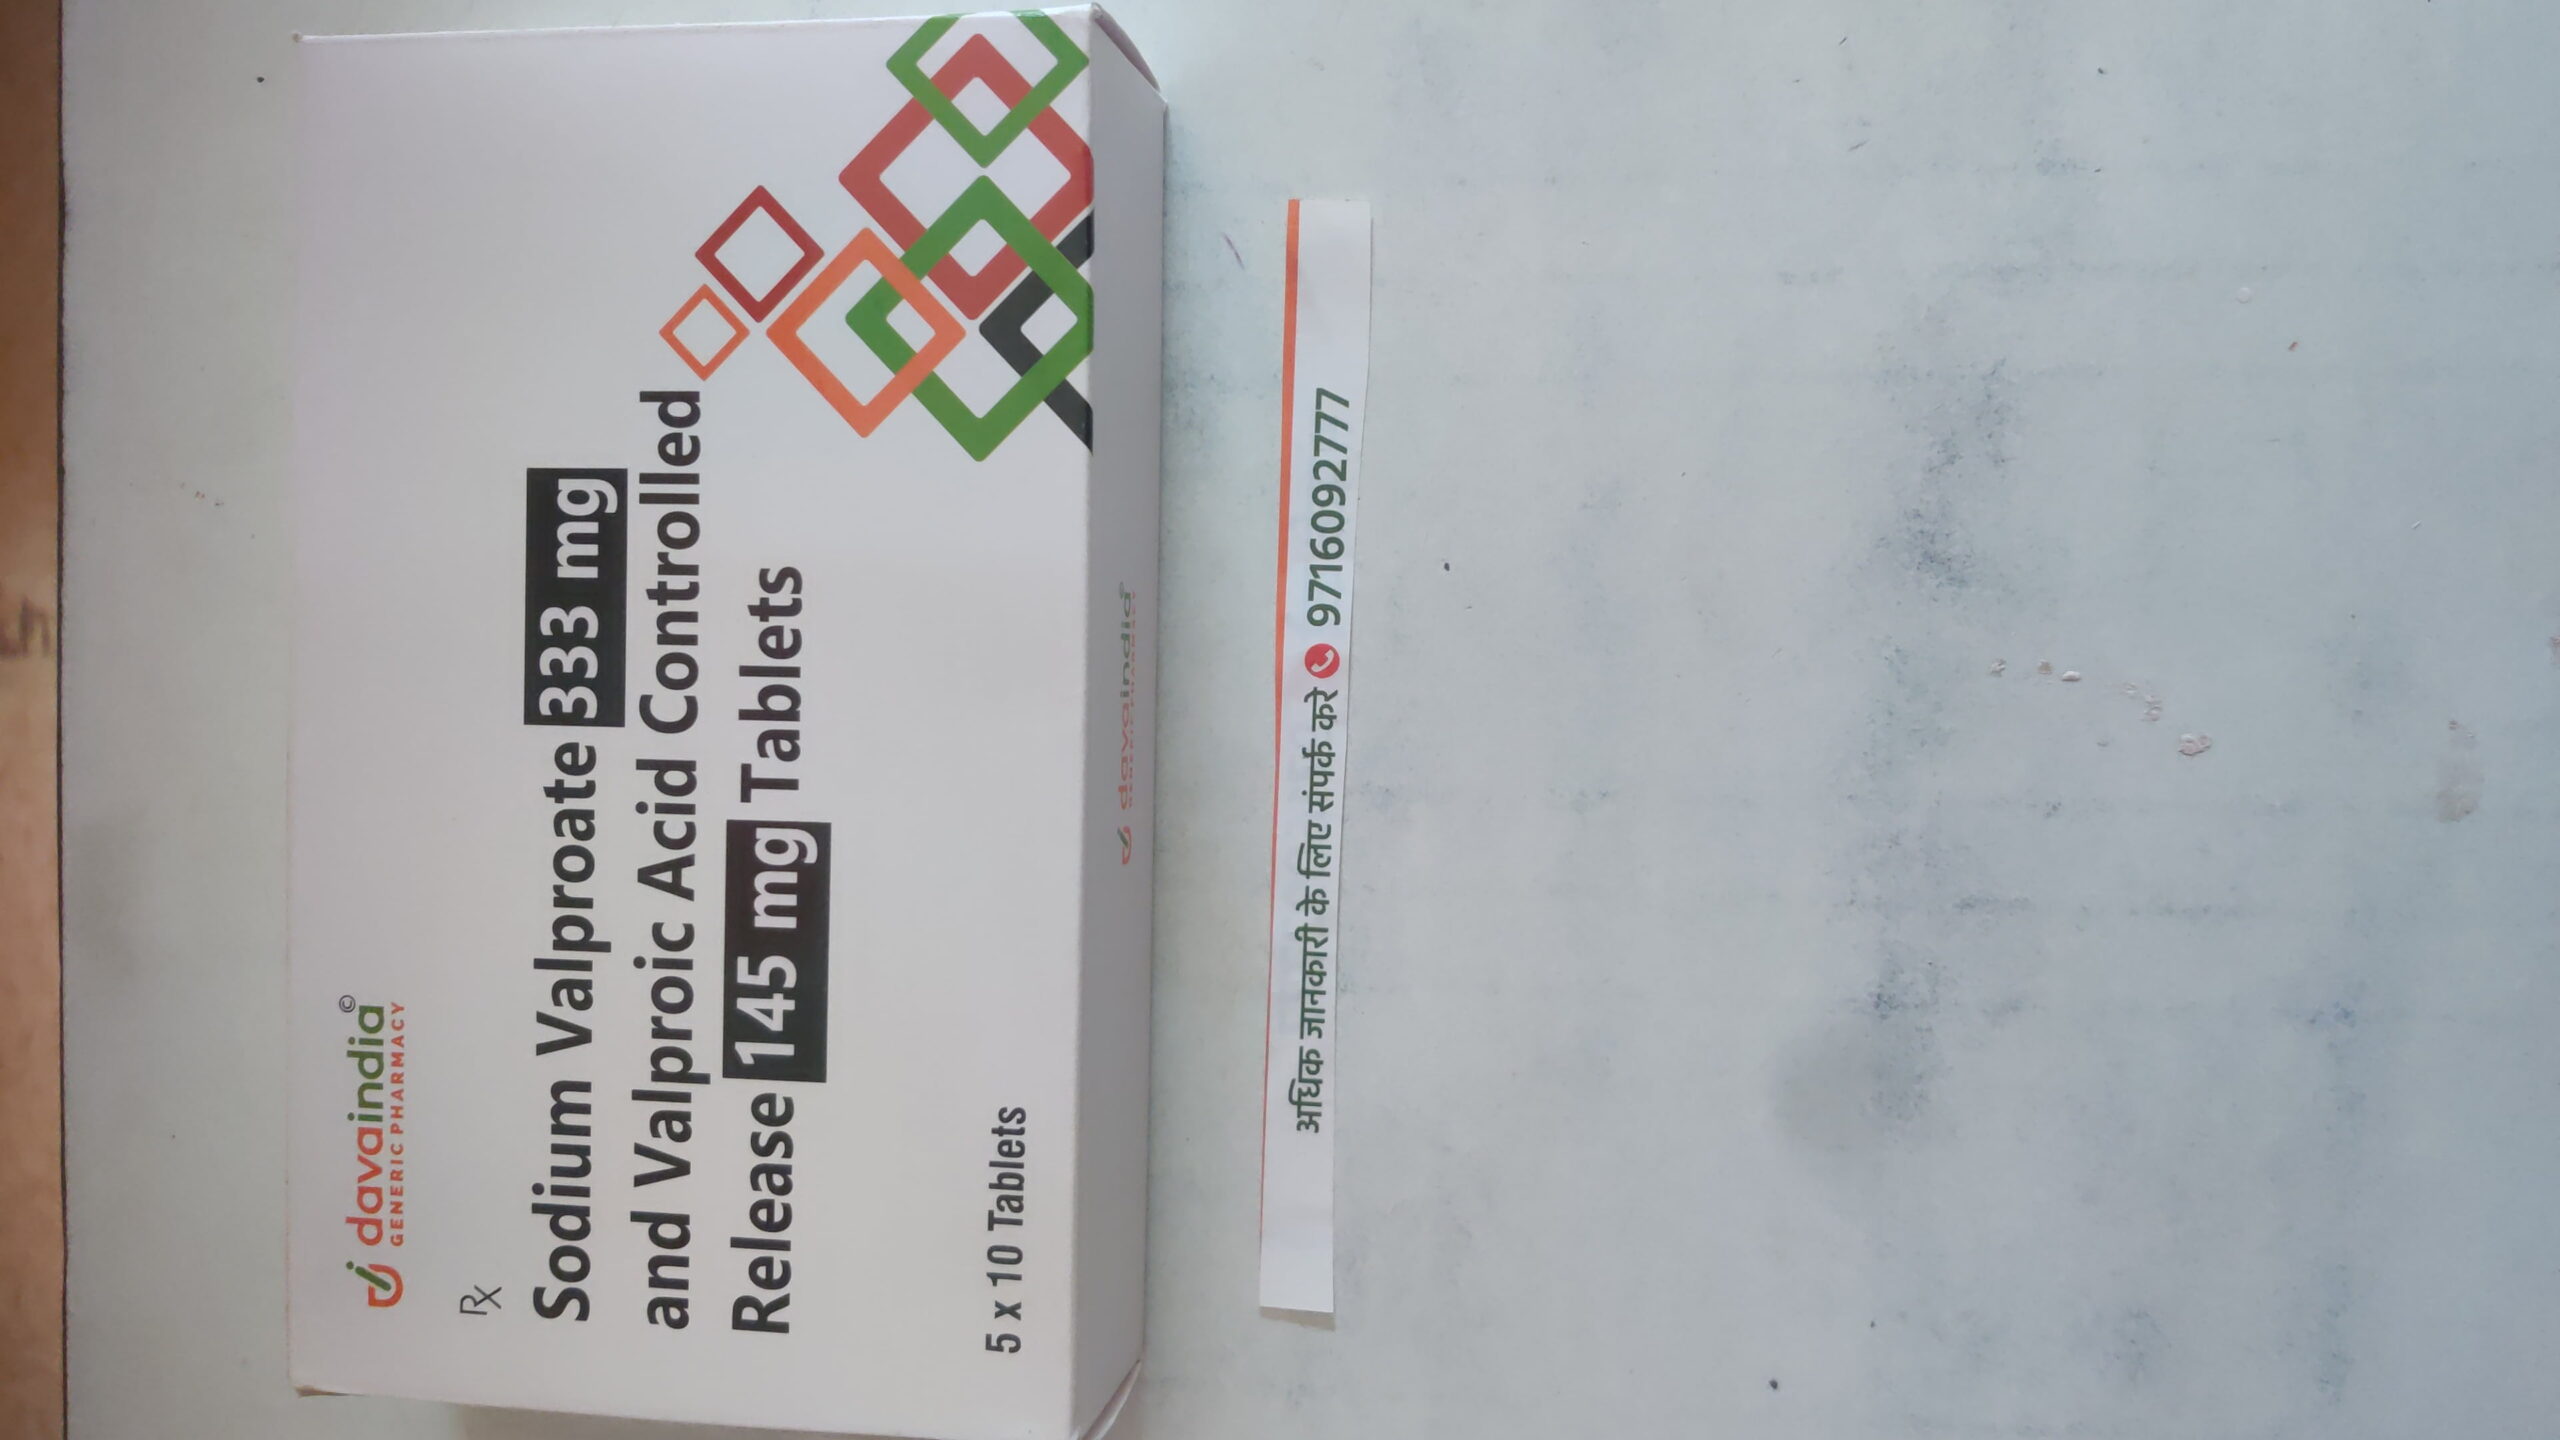 davaindia©
GENERIC PHARMACY
Rx
Sodium Valproate 333 mg
and Valproic Acid Controlled
Release 145 mg Tablets
5 x 10 Tablets
davaindia
अधिक जानकारी के लिए संपर्क करे 9716092777